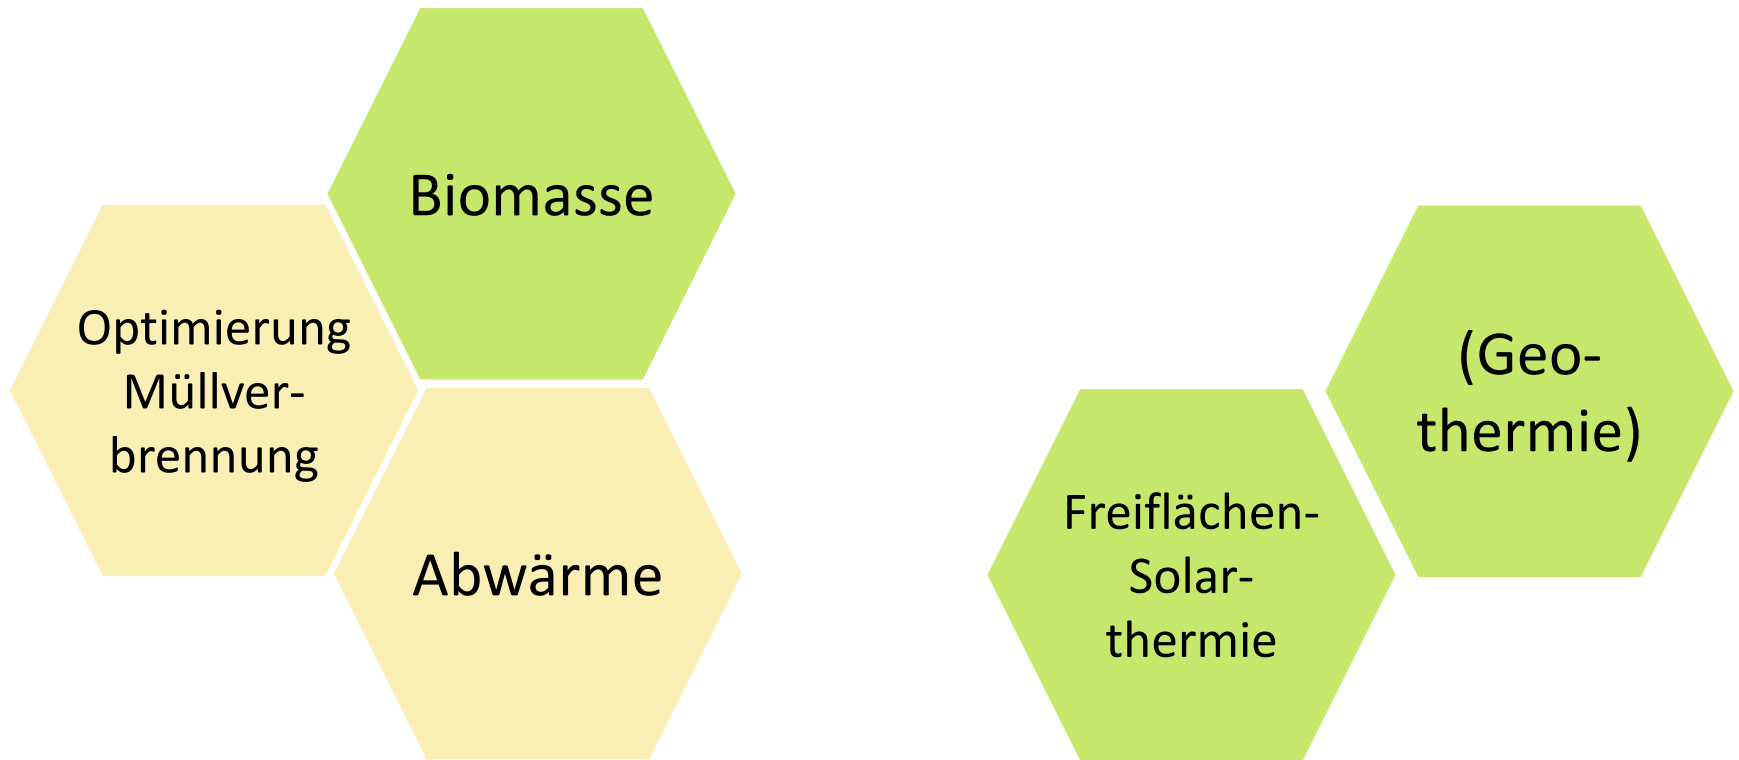 Biomasse
Optimierung
Müllver-
brennung
Abwärme
(Geo-
thermie)
Freiflächen-
Solar-
thermie